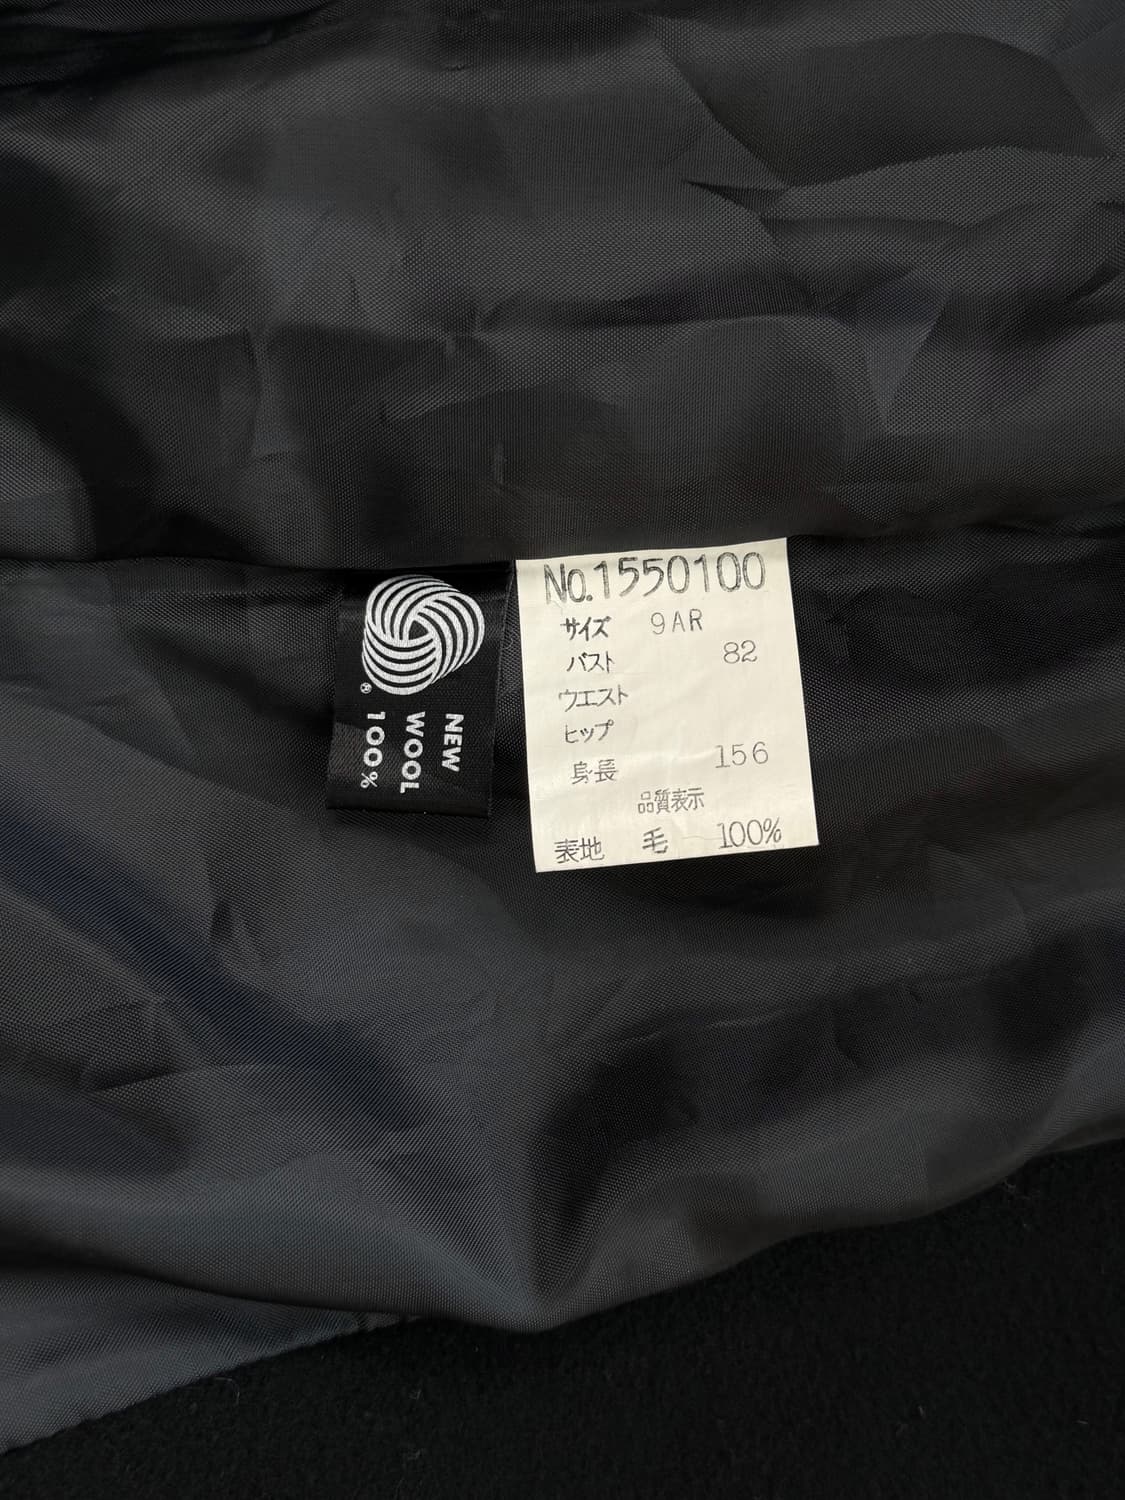 NEW
WOOL
100%
®
No.1550100
サイズ 9AR
バスト 82
ウエスト
ヒップ
身長 156
品質表示
表地 毛 100%